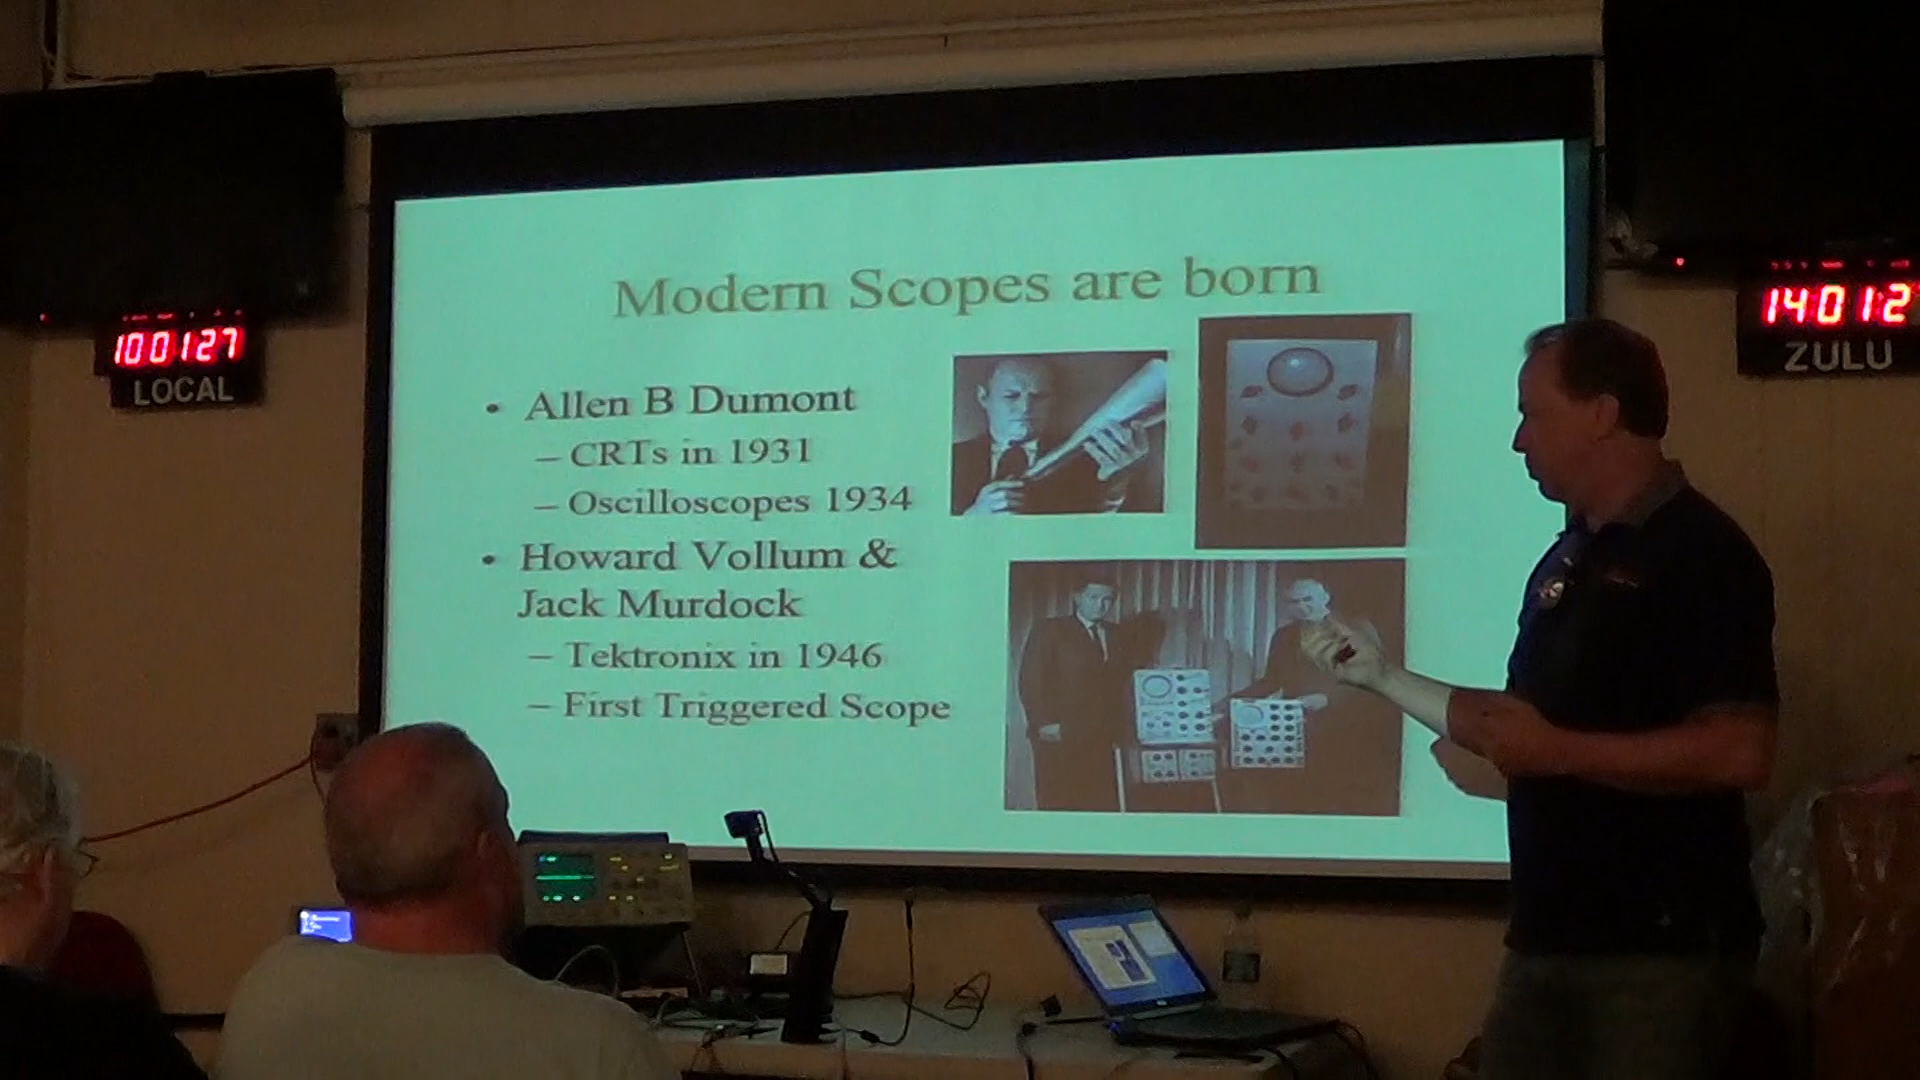 Modern Scopes are born
100127
LOCAL
14012
ZULU
• Allen B Dumont
– CRTs in 1931
– Oscilloscopes 1934
• Howard Vollum &
Jack Murdock
– Tektronix in 1946
– First Triggered Scope